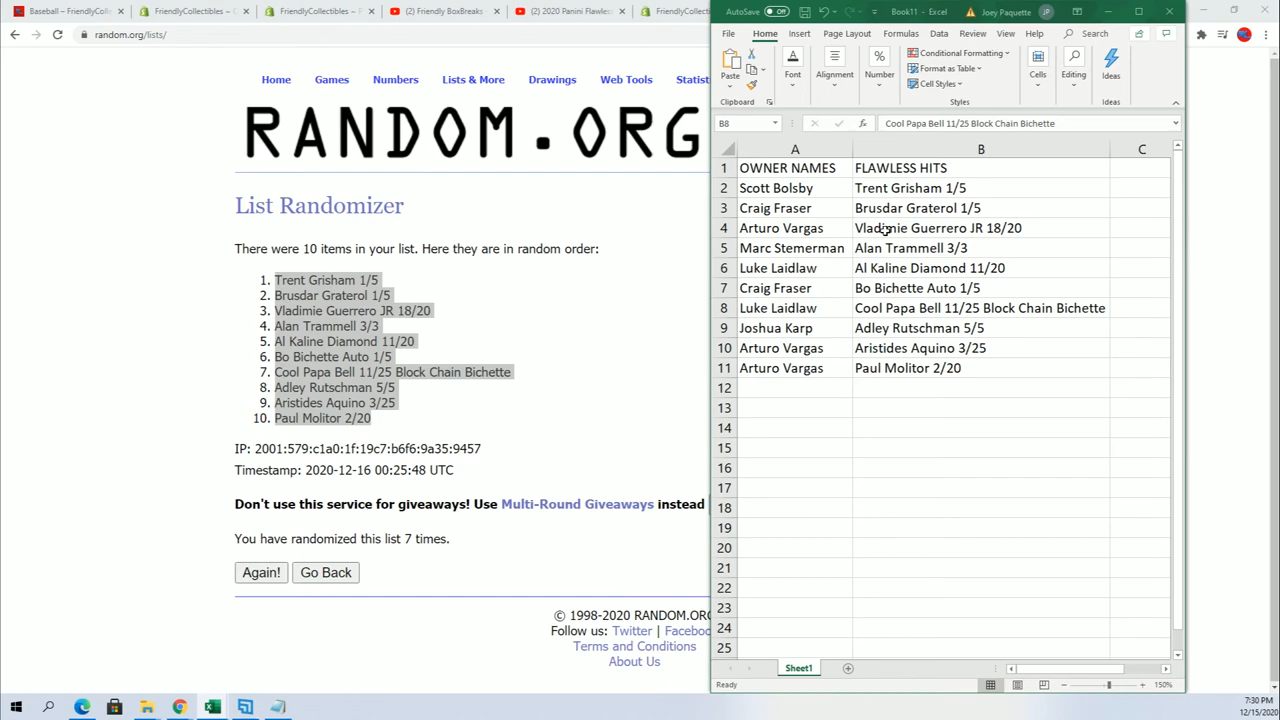 Baseball – FriendlyColl
FriendlyCollectibles – C
FriendlyCollectibles – P
(2) Friendly BoxBreaks
(2) 2020 Panini Flawles
FriendlyCollectib
random.org/lists/
Home Games Numbers Lists & More Drawings Web Tools Statist
RANDOM.ORG
List Randomizer
There were 10 items in your list. Here they are in random order:
1. Trent Grisham 1/5
2. Brusdar Graterol 1/5
3. Vladimie Guerrero JR 18/20
4. Alan Trammell 3/3
5. Al Kaline Diamond 11/20
6. Bo Bichette Auto 1/5
7. Cool Papa Bell 11/25 Block Chain Bichette
8. Adley Rutschman 5/5
9. Aristides Aquino 3/25
10. Paul Molitor 2/20
IP: 2001:579:c1a0:1f:19c7:b6f6:9a35:9457
Timestamp: 2020-12-16 00:25:48 UTC
Don't use this service for giveaways! Use Multi-Round Giveaways instead
You have randomized this list 7 times.
Again! Go Back
© 1998-2020 RANDOM.ORG
Follow us: Twitter | Faceboo
Terms and Conditions
About Us
AutoSave Off Book11 - Excel Joey Paquette JP
File Home Insert Page Layout Formulas Data Review View Help Search
Paste Font Alignment Number Conditional Formatting Format as Table Cell Styles Cells Editing Ideas
Clipboard Styles Ideas
B8 fx Cool Papa Bell 11/25 Block Chain Bichette
A B C
1 OWNER NAMES FLAWLESS HITS
2 Scott Bolsby Trent Grisham 1/5
3 Craig Fraser Brusdar Graterol 1/5
4 Arturo Vargas Vladimie Guerrero JR 18/20
5 Marc Stemerman Alan Trammell 3/3
6 Luke Laidlaw Al Kaline Diamond 11/20
7 Craig Fraser Bo Bichette Auto 1/5
8 Luke Laidlaw Cool Papa Bell 11/25 Block Chain Bichette
9 Joshua Karp Adley Rutschman 5/5
10 Arturo Vargas Aristides Aquino 3/25
11 Arturo Vargas Paul Molitor 2/20
12
13
14
15
16
17
18
19
20
21
22
23
24
25
Sheet1
Ready 150%
7:30 PM
12/15/2020